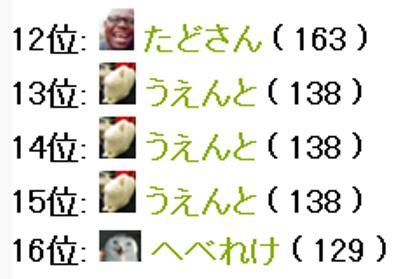 12位: たどさん ( 163 )
13位: うえんと ( 138 )
14位: うえんと ( 138 )
15位: うえんと ( 138 )
16位: へべれけ ( 129 )